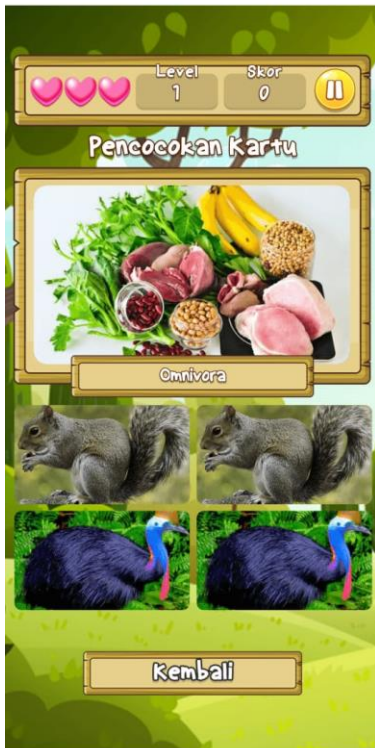 Level
1
Skor
0
Pencocokan Kartu
Omnivora
Kembali